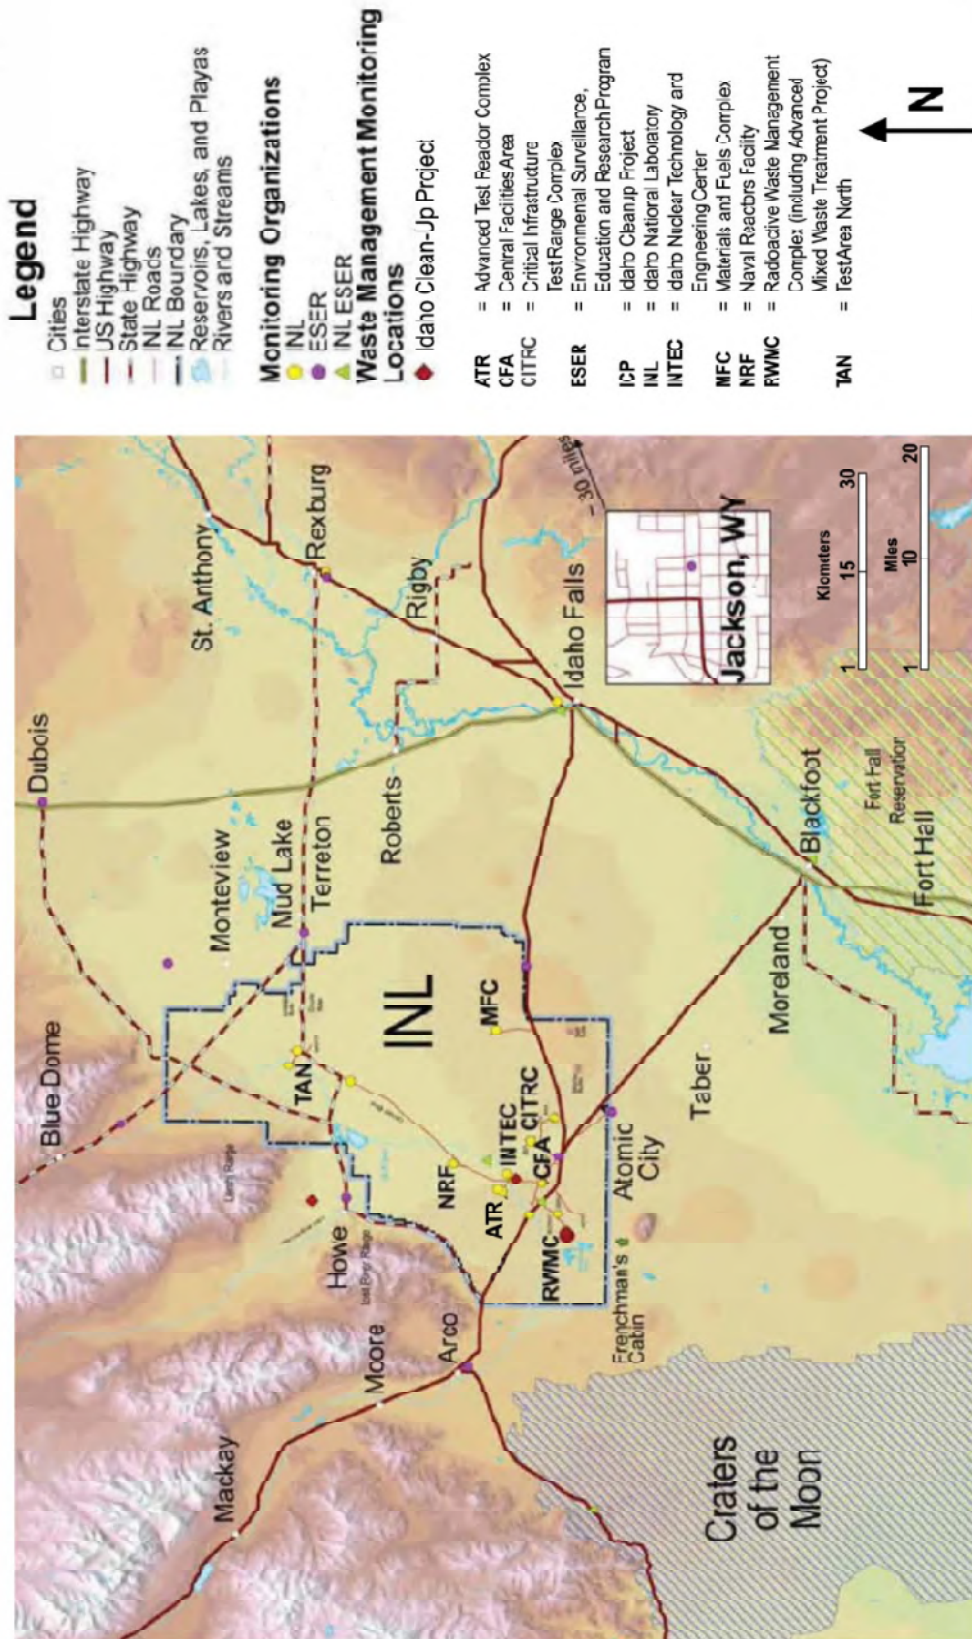 Legend
Cities
Interstate Highway
US Highway
State Highway
INL Roads
INL Boundary
Reservoirs, Lakes, and Playas
Rivers and Streams
Monitoring Organizations
INL
ESER
INL ESER
Waste Management Monitoring
Locations
Idaho Clean-Up Project
ATR = Advanced Test Reador Complex
CFA = Central Facilities Area
CITRC = Critical Infrastructure
Test Range Complex
ESER = Environmental Surveillance,
Education and Research Program
ICP = Idaho Cleanup Project
INL = Idaho National Laboratory
INTEC = Idaho Nuclear Technology and
Engineering Center
MFC = Materials and Fuels Complex
NRF = Naval Reactors Facility
RWMC = Radioactive Waste Management
Complex (including Advanced
Mixed Waste Treatment Project)
TAN = Test Area North
N
Blue Dome
Dubois
St. Anthony
Mackay
Monteview
Mud Lake
Terreton
Rexburg
TAN
Howe
Moore
Roberts
Rigby
INL
NRF
Arco
MFC
ATR
INTEC
CITRC
CFA
RWMC
Idaho Falls
~ 30 miles
Frenchman's
Cabin
Atomic
City
Taber
Jackson, WY
Craters
of the
Moon
Moreland
Blackfoot
Fort Hall
Reservation
Fort Hall
Kilometers
1 15 30
Miles
1 10 20